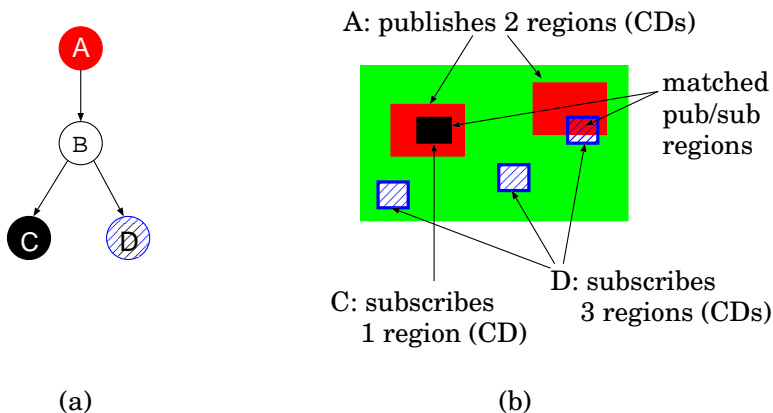 A
B
C
D
(a)
A: publishes 2 regions (CDs)
matched
pub/sub
regions
C: subscribes
1 region (CD)
D: subscribes
3 regions (CDs)
(b)